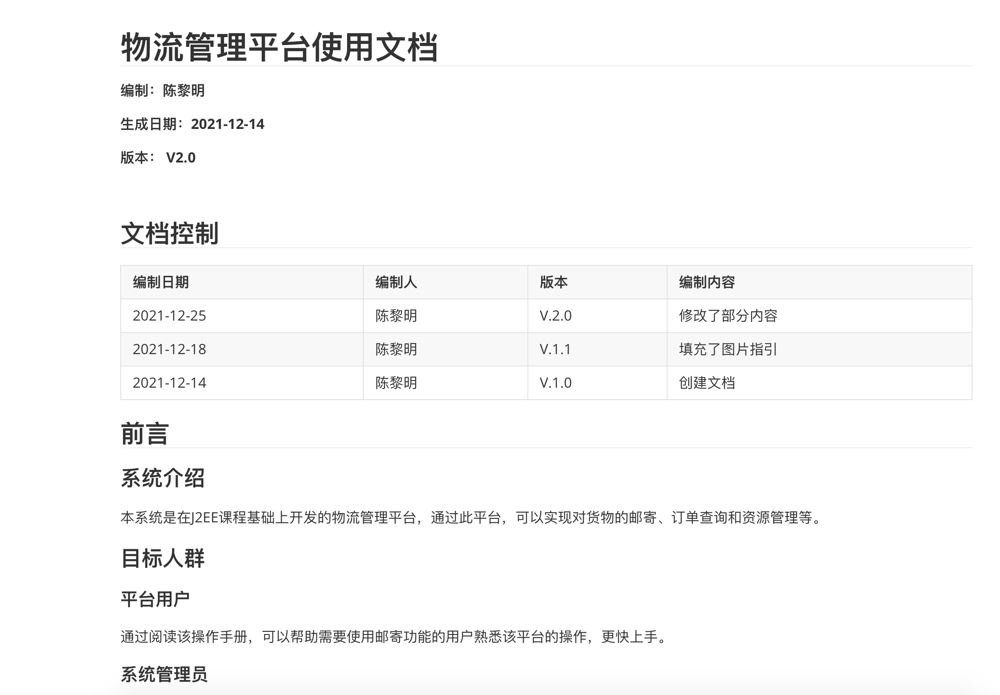 物流管理平台使用文档
编制：陈黎明
生成日期：2021-12-14
版本： V2.0
文档控制
编制日期 编制人 版本 编制内容
2021-12-25 陈黎明 V.2.0 修改了部分内容
2021-12-18 陈黎明 V.1.1 填充了图片指引
2021-12-14 陈黎明 V.1.0 创建文档
前言
系统介绍
本系统是在J2EE课程基础上开发的物流管理平台，通过此平台，可以实现对货物的邮寄、订单查询和资源管理等。
目标人群
平台用户
通过阅读该操作手册，可以帮助需要使用邮寄功能的用户熟悉该平台的操作，更快上手。
系统管理员